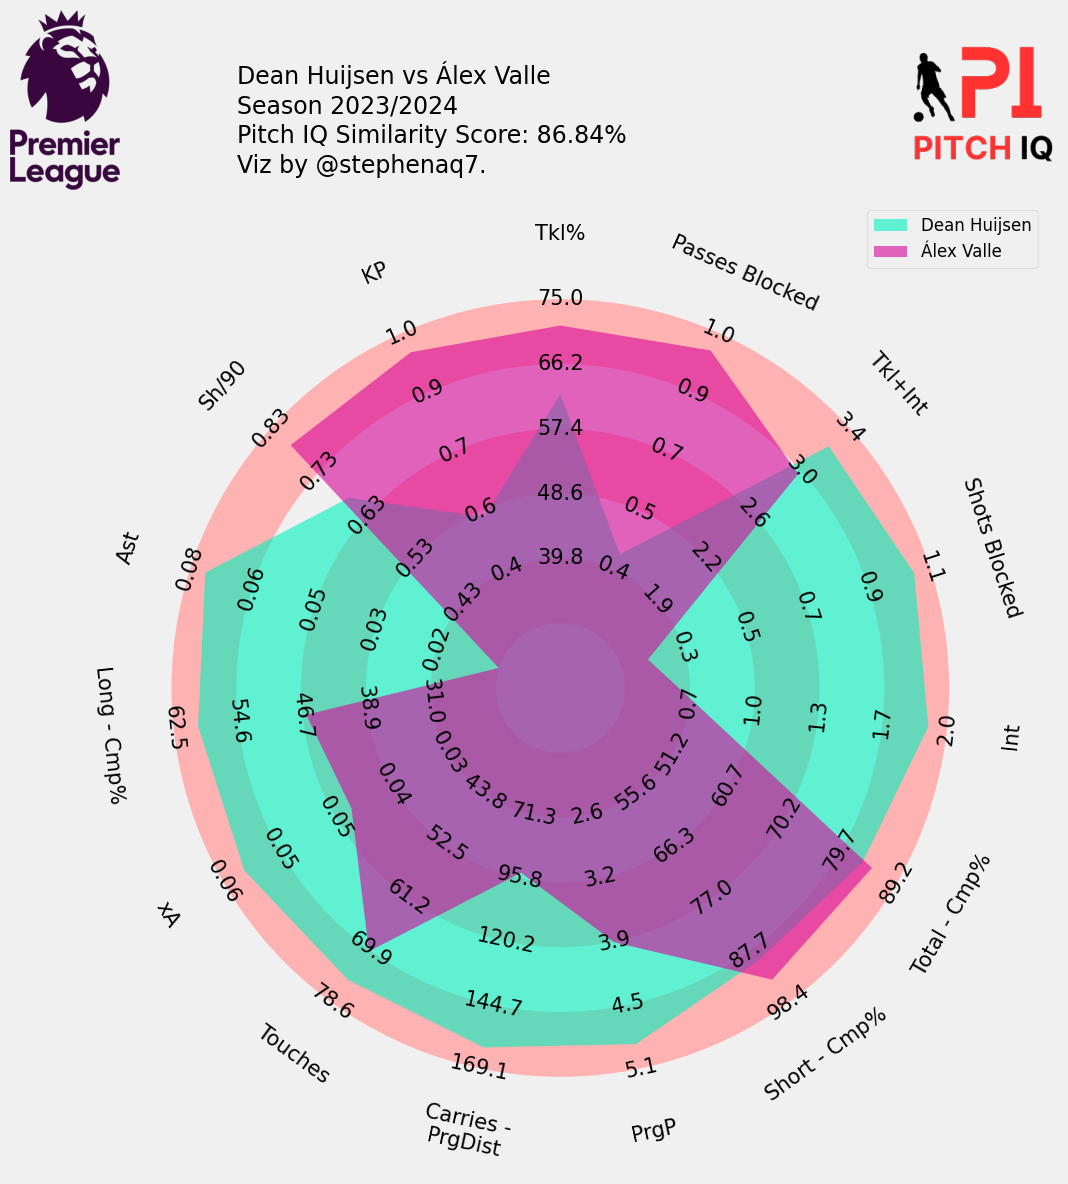 Premier
League
Dean Huijsen vs Álex Valle
Season 2023/2024
Pitch IQ Similarity Score: 86.84%
Viz by @stephenaq7.
PI
PITCH IQ
Dean Huijsen
Álex Valle
Tkl%
39.8
48.6
57.4
66.2
75.0
Passes Blocked
0.4
0.5
0.7
0.9
1.0
Tkl+Int
1.9
2.2
2.6
3.0
3.4
Shots Blocked
0.3
0.5
0.7
0.9
1.1
Int
0.7
1.0
1.3
1.7
2.0
Total - Cmp%
51.2
60.7
70.2
79.7
89.2
Short - Cmp%
55.6
66.3
77.0
87.7
98.4
PrgP
2.6
3.2
3.9
4.5
5.1
Carries -
PrgDist
71.3
95.8
120.2
144.7
169.1
Touches
43.8
52.5
61.2
69.9
78.6
xA
0.03
0.04
0.05
0.05
0.06
Long - Cmp%
31.0
38.9
46.7
54.6
62.5
Ast
0.02
0.03
0.05
0.06
0.08
Sh/90
0.43
0.53
0.63
0.73
0.83
KP
0.4
0.6
0.7
0.9
1.0